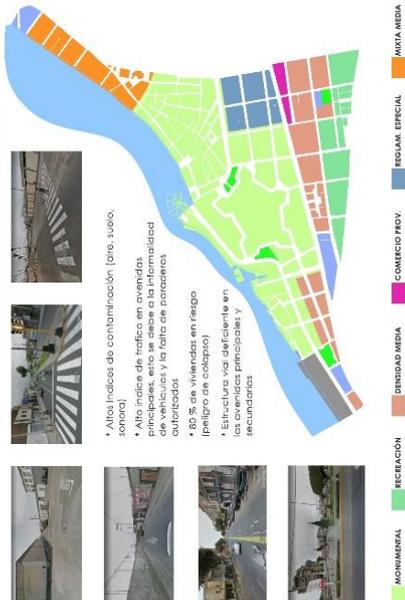 * Altos índices de contaminación (aire, suelo,
sonora)
* Alto índice de trafico en avenidas
principales, esto se debe a la informalidad
de vehículos y la falta de paraderos
autorizados
* 80 % de viviendas en riesgo
(peligro de colapso)
* Estructura vial deficiente en
las avenidas principales y
secundarias
MONUMENTAL
RECREACIÓN
DENSIDAD MEDIA
COMERCIO PROV.
REGLAM. ESPECIAL
MIXTA MEDIA